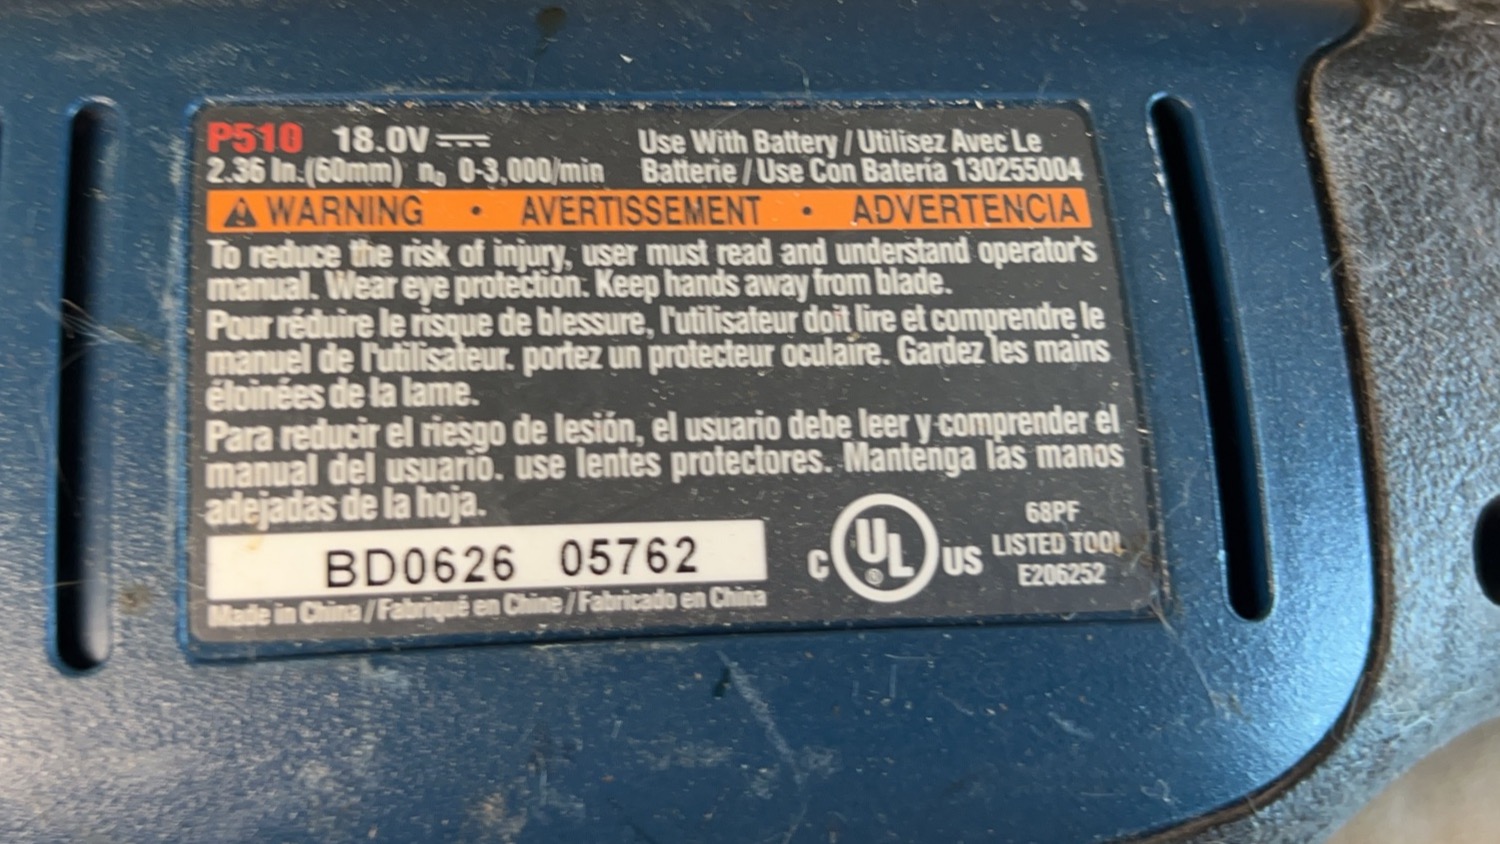 P510 18.0V
Use With Battery / Utilisez Avec Le
2.36 In.(60mm) n₀ 0-3,000/min
Batterie / Use Con Batería 130255004
WARNING • AVERTISSEMENT • ADVERTENCIA
To reduce the risk of injury, user must read and understand operator's
manual. Wear eye protection. Keep hands away from blade.
Pour réduire le risque de blessure, l'utilisateur doit lire et comprendre le
manuel de l'utilisateur. portez un protecteur oculaire. Gardez les mains
éloinées de la lame.
Para reducir el riesgo de lesión, el usuario debe leer y comprender el
manual del usuario. use lentes protectores. Mantenga las manos
adejadas de la hoja.
BD0626 05762
Made in China / Fabriqué en Chine / Fabricado en China
C UL ® US
68PF
LISTED TOOL
E206252